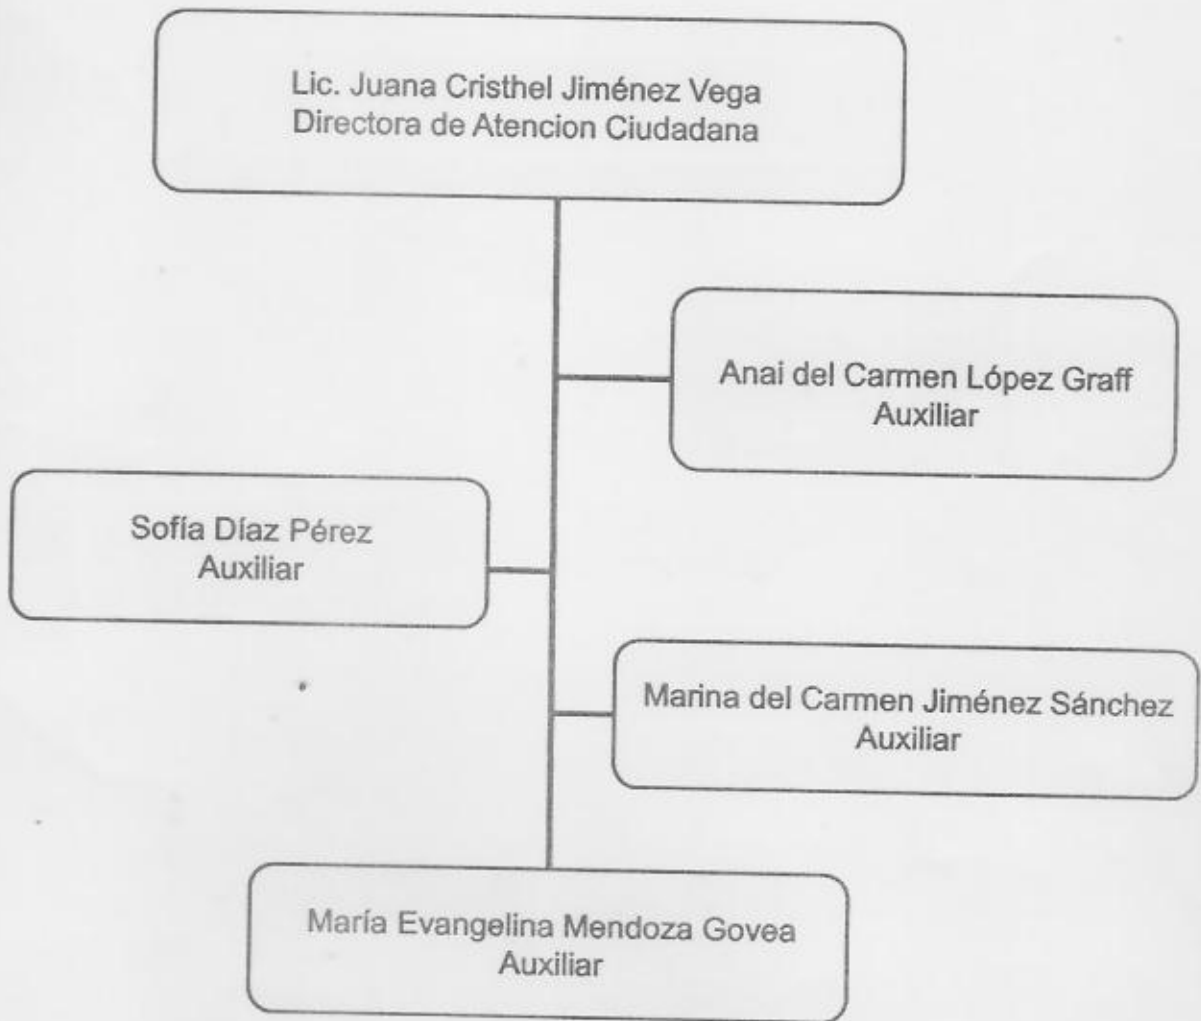 Lic. Juana Cristhel Jiménez Vega
Directora de Atencion Ciudadana
Anai del Carmen López Graff
Auxiliar
Sofía Díaz Pérez
Auxiliar
Marina del Carmen Jiménez Sánchez
Auxiliar
María Evangelina Mendoza Govea
Auxiliar